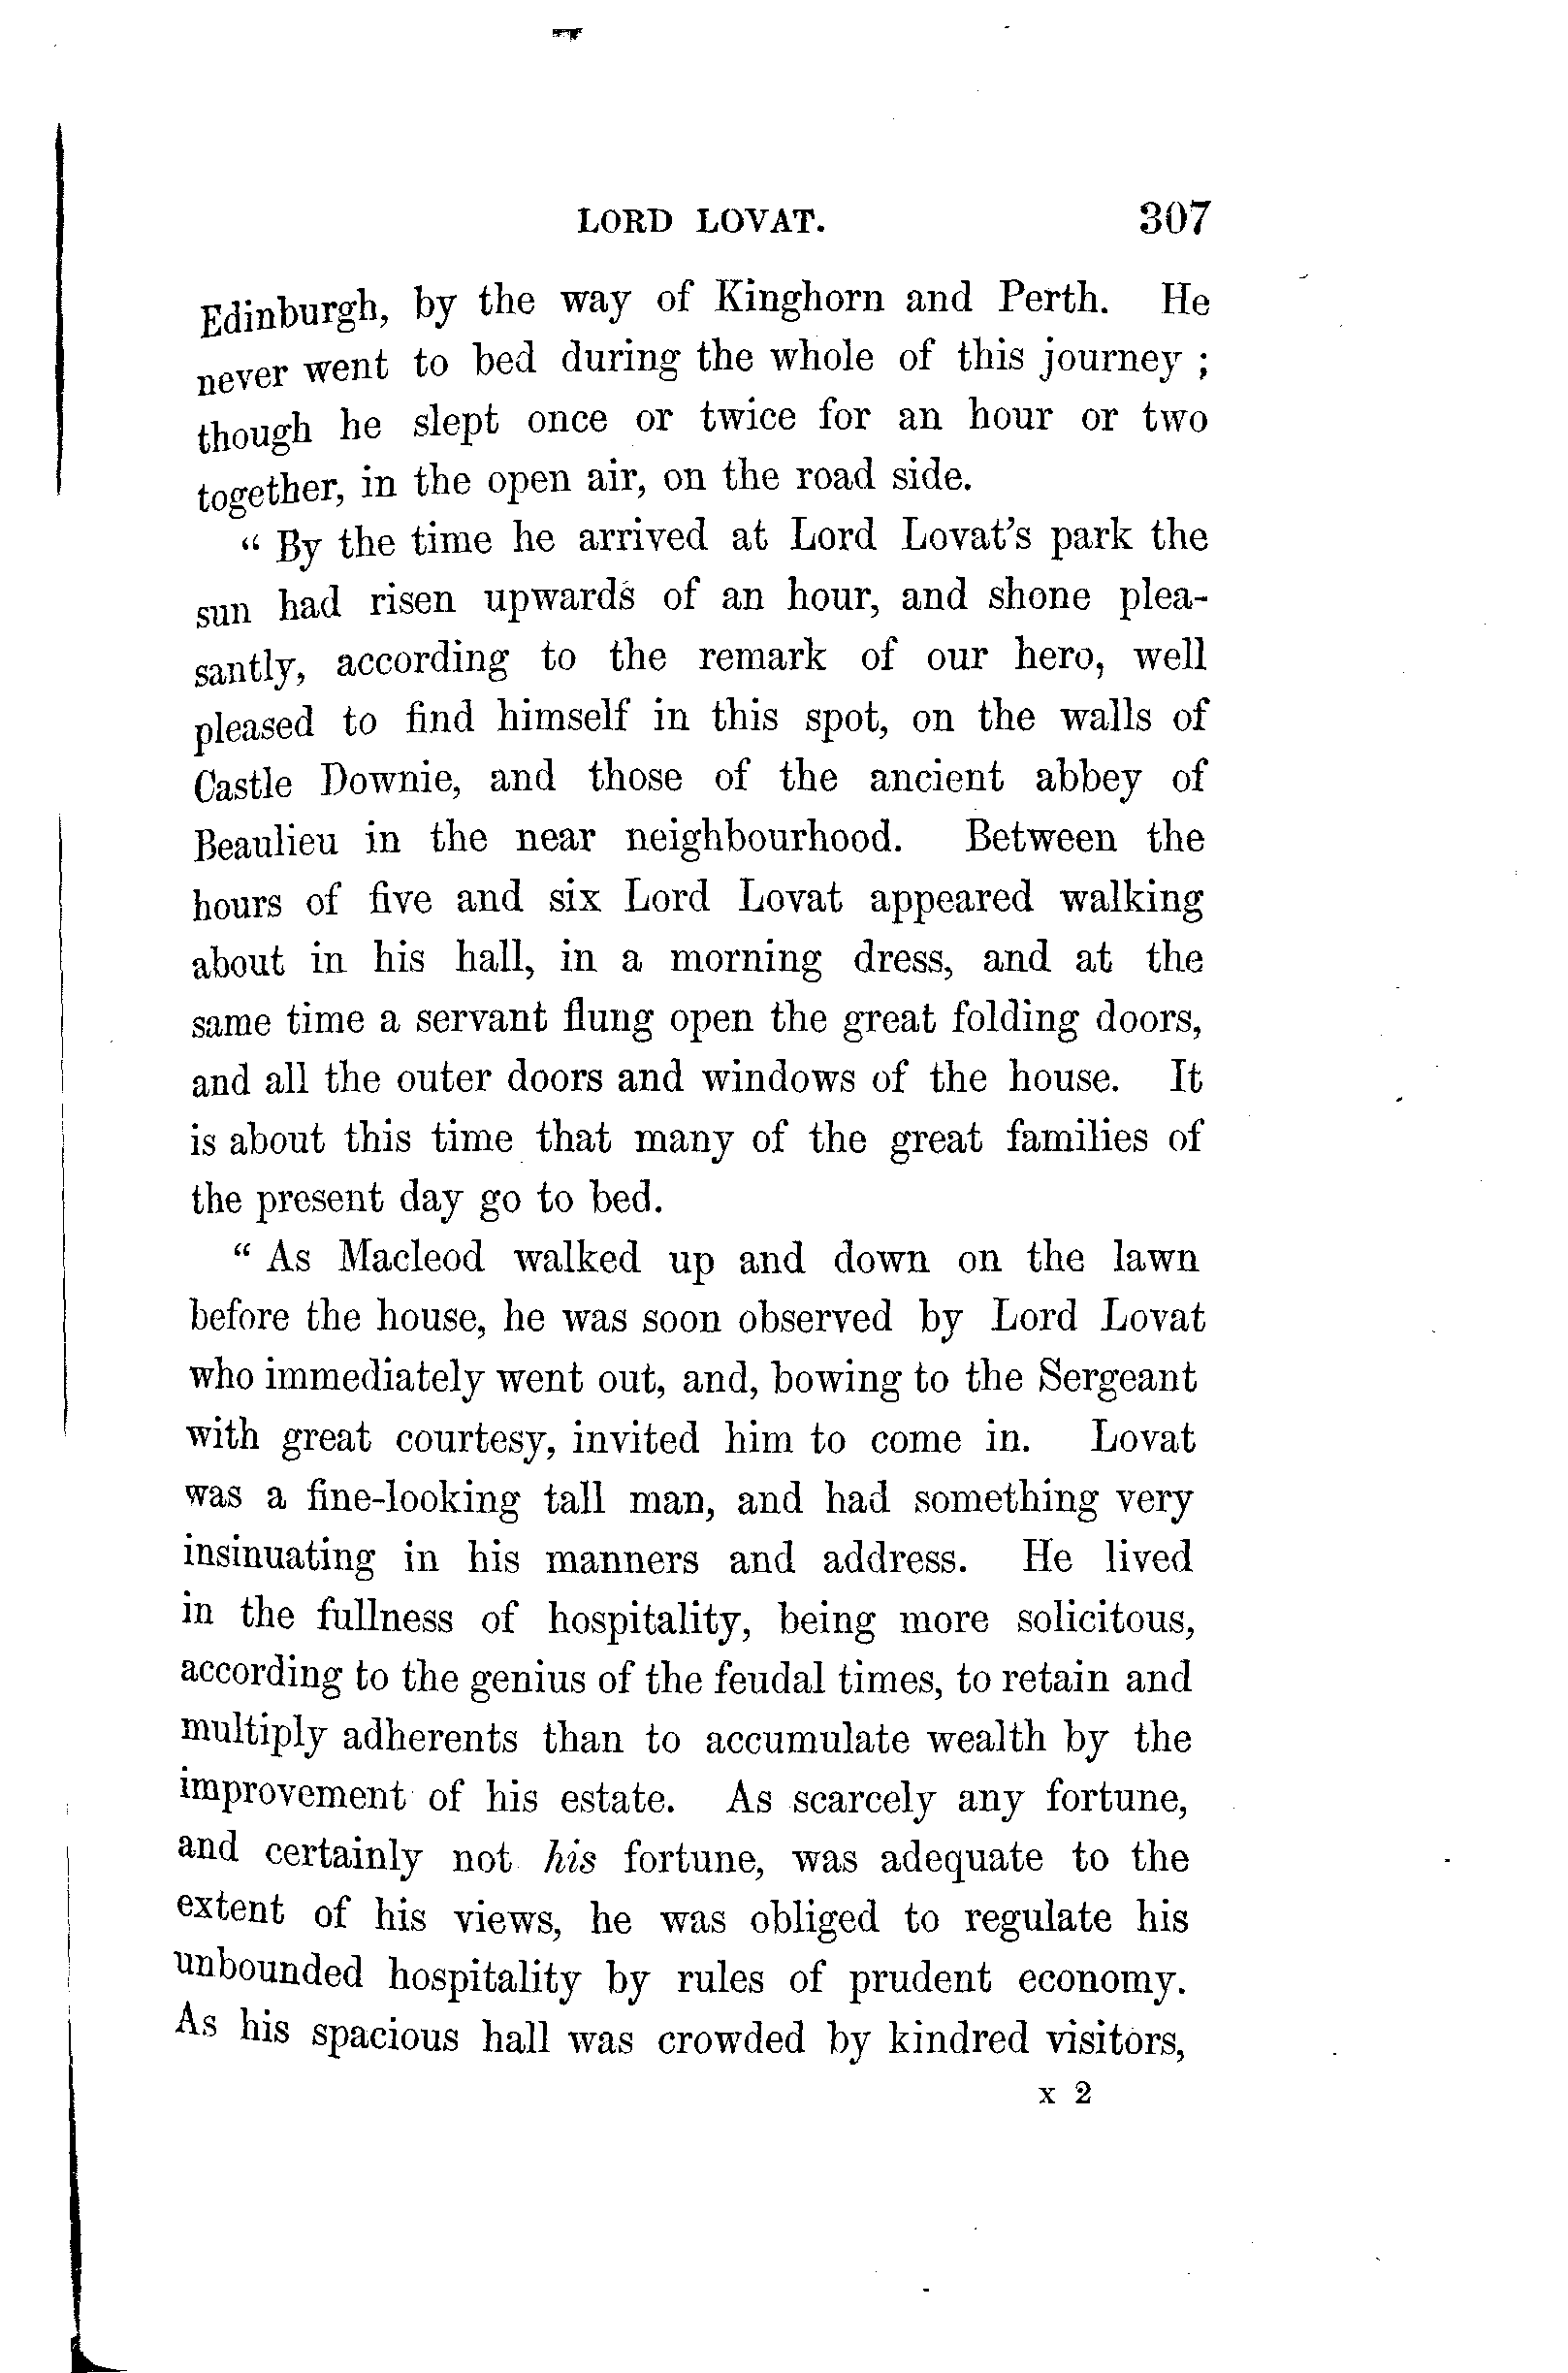 LORD LOVAT. 307
Edinburgh, by the way of Kinghorn and Perth. He
never went to bed during the whole of this journey ;
though he slept once or twice for an hour or two
together, in the open air, on the road side.
“ By the time he arrived at Lord Lovat’s park the
sun had risen upwards of an hour, and shone plea-
santly, according to the remark of our hero, well
pleased to find himself in this spot, on the walls of
Castle Downie, and those of the ancient abbey of
Beaulieu in the near neighbourhood. Between the
hours of five and six Lord Lovat appeared walking
about in his hall, in a morning dress, and at the
same time a servant flung open the great folding doors,
and all the outer doors and windows of the house. It
is about this time that many of the great families of
the present day go to bed.
“ As Macleod walked up and down on the lawn
before the house, he was soon observed by Lord Lovat
who immediately went out, and, bowing to the Sergeant
with great courtesy, invited him to come in. Lovat
was a fine-looking tall man, and had something very
insinuating in his manners and address. He lived
in the fullness of hospitality, being more solicitous,
according to the genius of the feudal times, to retain and
multiply adherents than to accumulate wealth by the
improvement of his estate. As scarcely any fortune,
and certainly not his fortune, was adequate to the
extent of his views, he was obliged to regulate his
unbounded hospitality by rules of prudent economy.
As his spacious hall was crowded by kindred visitors,
x 2